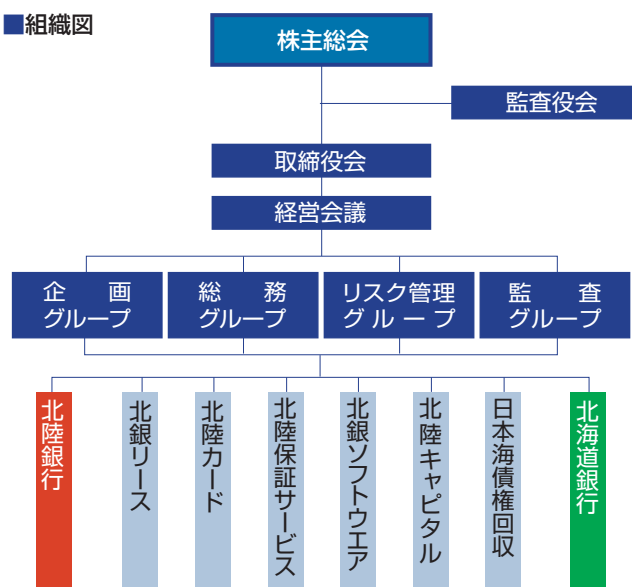 ■組織図
株主総会
監査役会
取締役会
経営会議
企画
グループ
総務
グループ
リスク管理
グループ
監査
グループ
北陸銀行
北銀リース
北陸カード
北陸保証サービス
北銀ソフトウエア
北陸キャピタル
日本海債権回収
北海道銀行